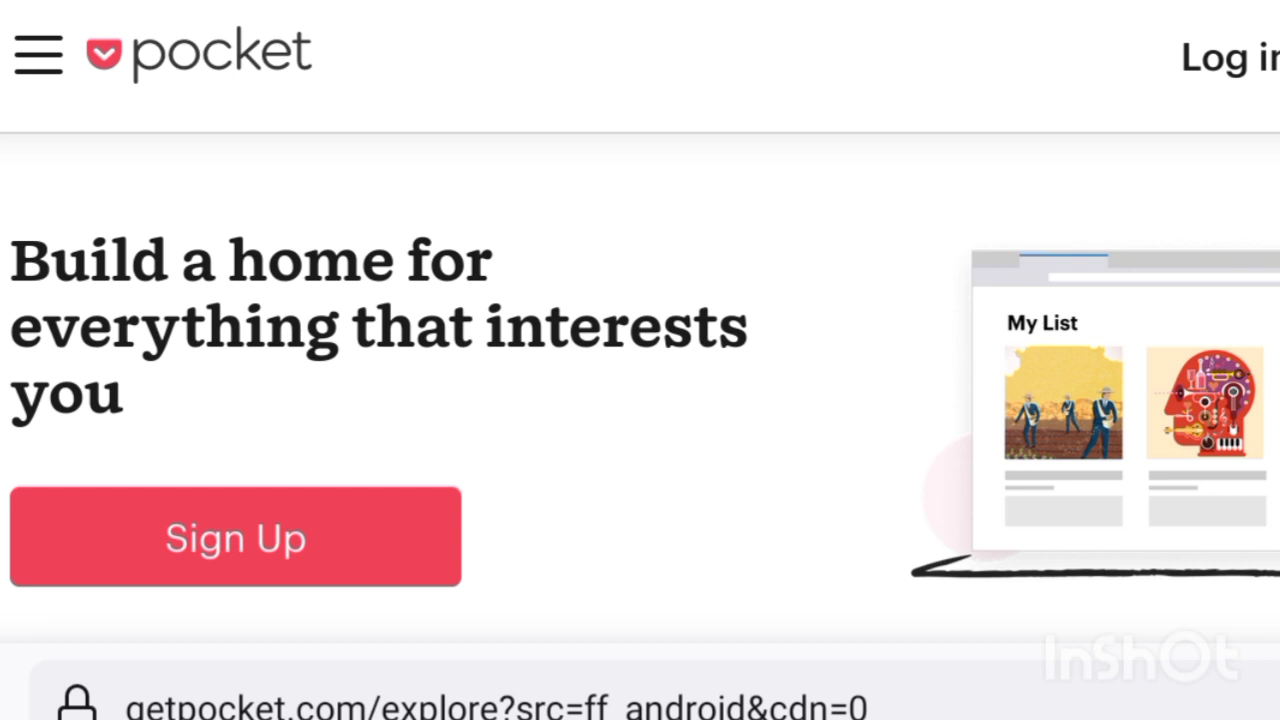 pocket
Log in
Build a home for
everything that interests
you
My List
Sign Up
InShOt
getpocket.com/explore?src=ff_android&cdn=0